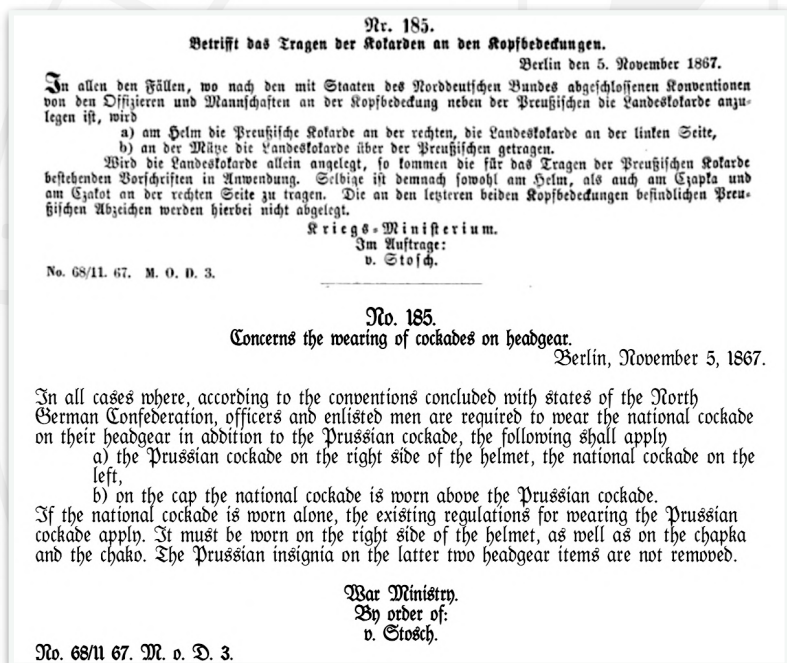 Nr. 185.
Betrifft das Tragen der Kokarden an den Kopfbedeckungen.
Berlin den 5. November 1867.
In allen den Fällen, wo nach den mit Staaten des Norddeutschen Bundes abgeschlossenen Konventionen
von den Offizieren und Mannschaften an der Kopfbedeckung neben der Preußischen die Landeskokarde anzu-
legen ist, wird
a) am Helm die Preußische Kokarde an der rechten, die Landeskokarde an der linken Seite,
b) an der Mütze die Landeskokarde über der Preußischen getragen.
Wird die Landeskokarde allein angelegt, so kommen die für das Tragen der Preußischen Kokarde
bestehenden Vorschriften in Anwendung. Selbige ist demnach sowohl am Helm, als auch am Czapka und
am Czakot an der rechten Seite zu tragen. Die an den letzteren beiden Kopfbedeckungen befindlichen Preu-
ßischen Abzeichen werden hierbei nicht abgelegt.
Kriegs-Ministerium.
Im Auftrage:
v. Stosch.
No. 68/11. 67. M. O. D. 3.
No. 185.
Concerns the wearing of cockades on headgear.
Berlin, November 5, 1867.
In all cases where, according to the conventions concluded with states of the North
German Confederation, officers and enlisted men are required to wear the national cockade
on their headgear in addition to the Prussian cockade, the following shall apply
a) the Prussian cockade on the right side of the helmet, the national cockade on the
left,
b) on the cap the national cockade is worn above the Prussian cockade.
If the national cockade is worn alone, the existing regulations for wearing the Prussian
cockade apply. It must be worn on the right side of the helmet, as well as on the chapka
and the chako. The Prussian insignia on the latter two headgear items are not removed.
War Ministry.
By order of:
v. Stosch.
No. 68/11 67. M. o. D. 3.